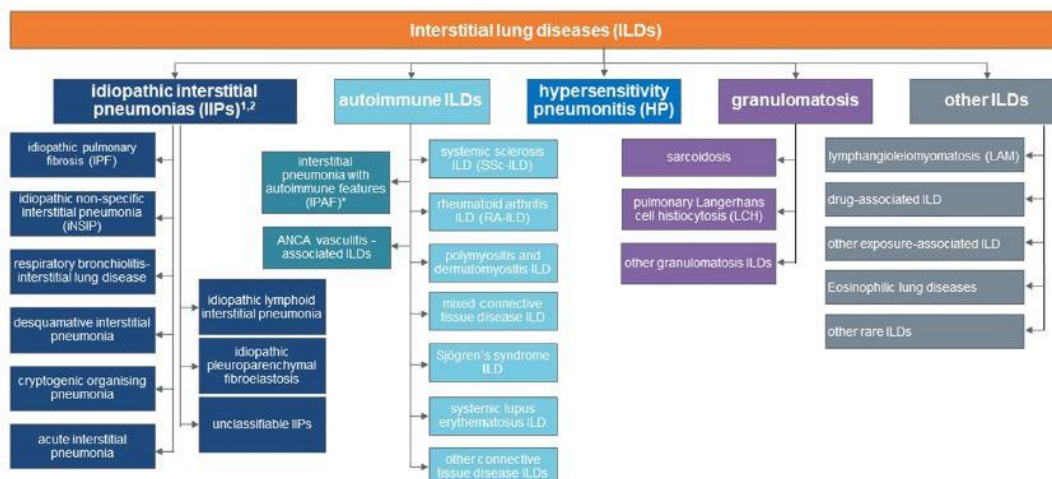 Interstitial lung diseases (ILDs)
idiopathic interstitial
pneumonias (IIPs)¹,²
autoimmune ILDs
hypersensitivity
pneumonitis (HP)
granulomatosis
other ILDs
idiopathic pulmonary
fibrosis (IPF)
idiopathic non-specific
interstitial pneumonia
(iNSIP)
respiratory bronchiolitis-
interstitial lung disease
desquamative interstitial
pneumonia
cryptogenic organising
pneumonia
acute interstitial
pneumonia
idiopathic lymphoid
interstitial pneumonia
idiopathic
pleuroparenchymal
fibroelastosis
unclassifiable IIPs
interstitial
pneumonia with
autoimmune features
(IPAF)*
ANCA vasculitis –
associated ILDs
systemic sclerosis
ILD (SSc-ILD)
rheumatoid arthritis
ILD (RA-ILD)
polymyositis and
dermatomyositis ILD
mixed connective
tissue disease ILD
Sjögren's syndrome
ILD
systemic lupus
erythematosus ILD
other connective
tissue disease ILDs
sarcoidosis
pulmonary Langerhans
cell histiocytosis (LCH)
other granulomatosis ILDs
lymphangioleiomyomatosis (LAM)
drug-associated ILD
other exposure-associated ILD
Eosinophilic lung diseases
other rare ILDs